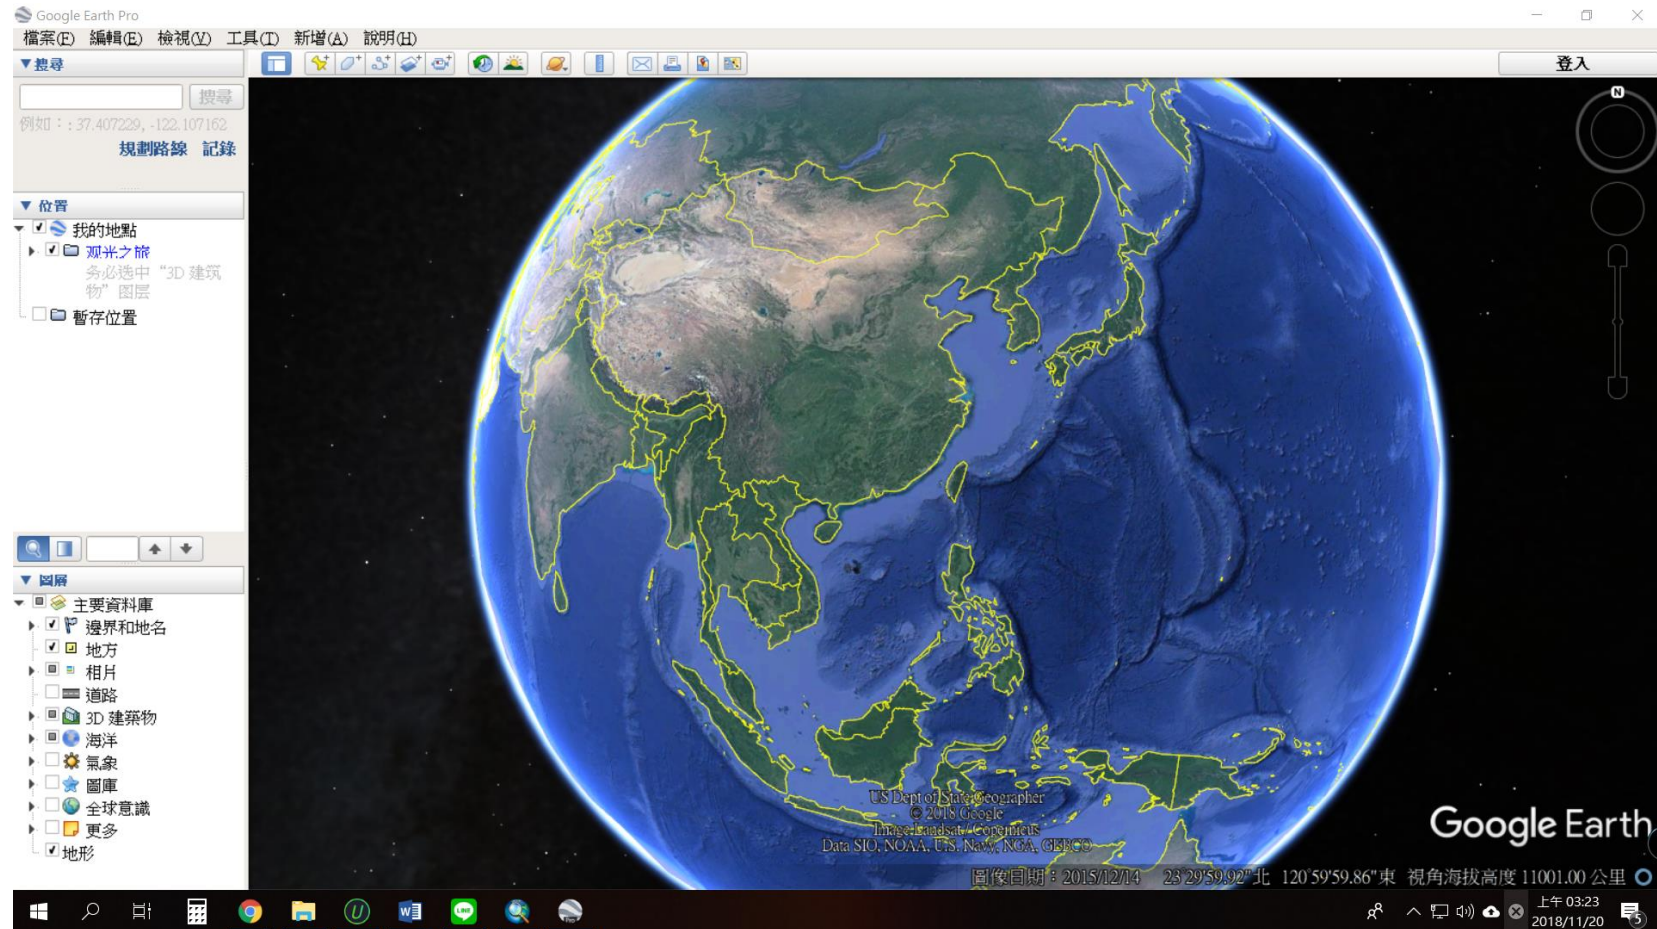 Google Earth Pro
檔案(F) 編輯(E) 檢視(V) 工具(T) 新增(A) 說明(H)
▼搜尋
登入
搜尋
例如：: 37.407229, -122.107162
規劃路線 記錄
N
▼ 位置
我的地點
观光之旅
务必选中“3D 建筑
物”图层
暫存位置
▼ 圖層
主要資料庫
邊界和地名
地方
相片
道路
3D 建築物
海洋
氣象
圖庫
全球意識
更多
地形
US Dept of State Geographer
© 2018 Google
Image Landsat / Copernicus
Data SIO, NOAA, U.S. Navy, NGA, GEBCO
Google Earth
圖像日期：2015/12/14 23°29'59.92"北 120°59'59.86"東 視角海拔高度 11001.00 公里
LINE
上午 03:23
2018/11/20
5